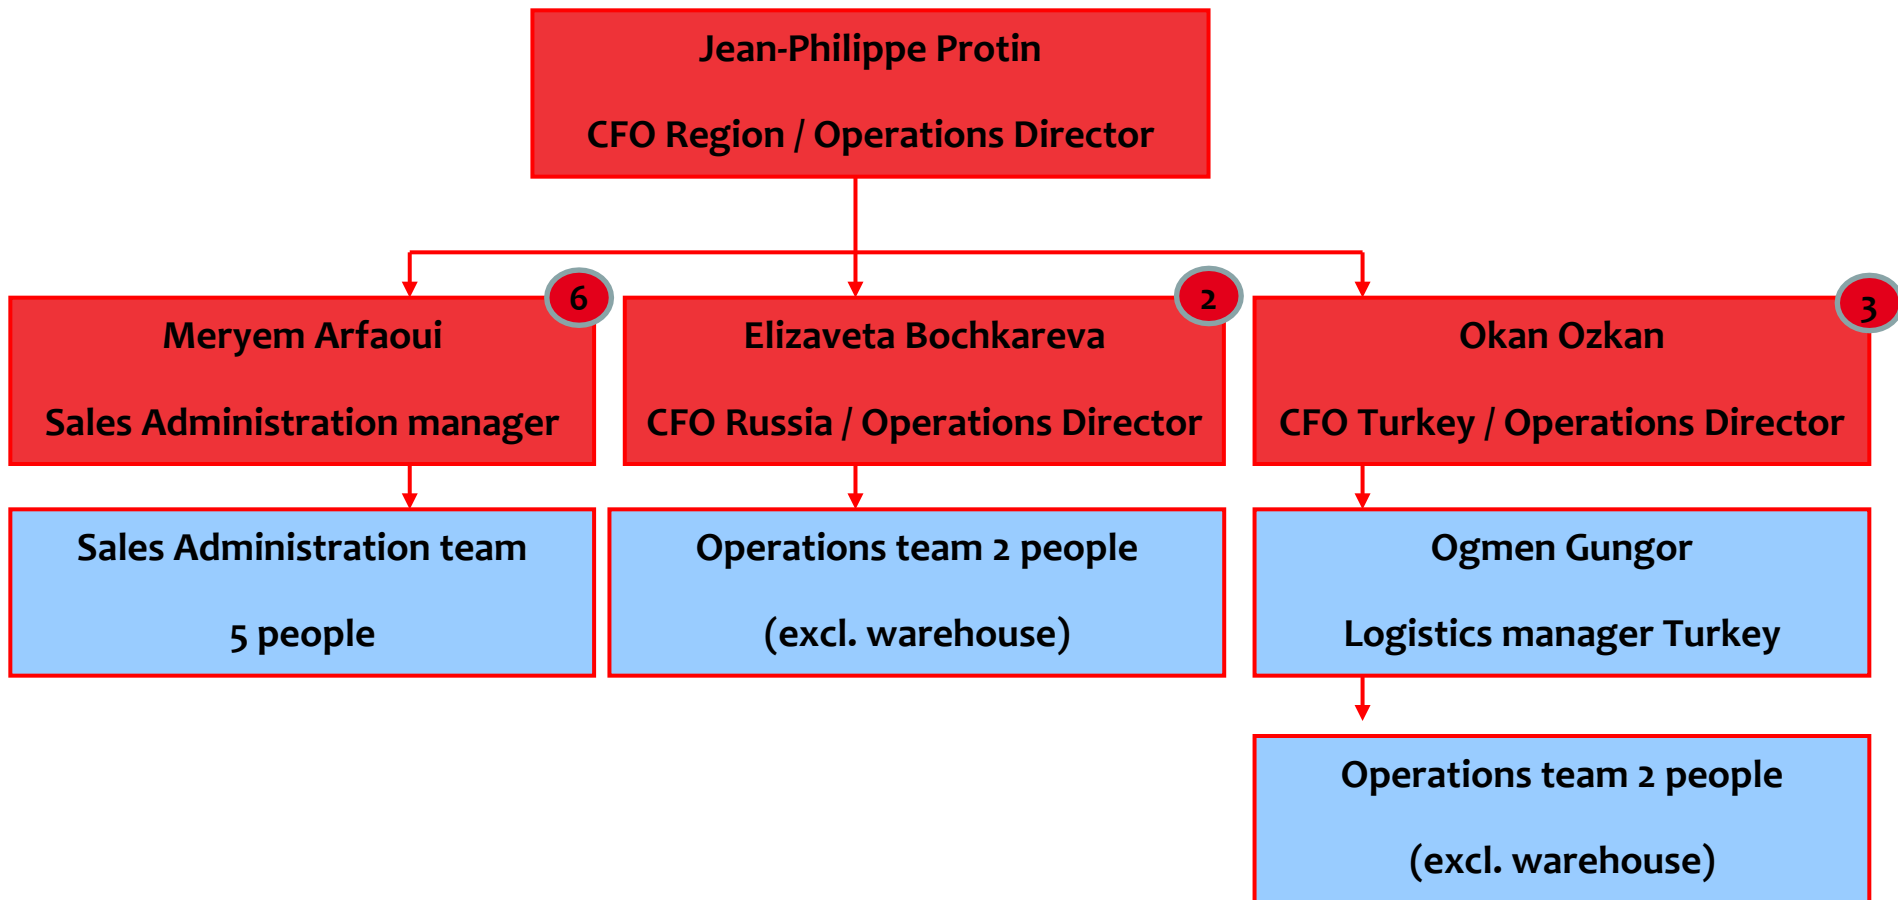 Jean-Philippe Protin
CFO Region / Operations Director
6
Meryem Arfaoui
Sales Administration manager
2
Elizaveta Bochkareva
CFO Russia / Operations Director
3
Okan Ozkan
CFO Turkey / Operations Director
Sales Administration team
5 people
Operations team 2 people
(excl. warehouse)
Ogmen Gungor
Logistics manager Turkey
Operations team 2 people
(excl. warehouse)